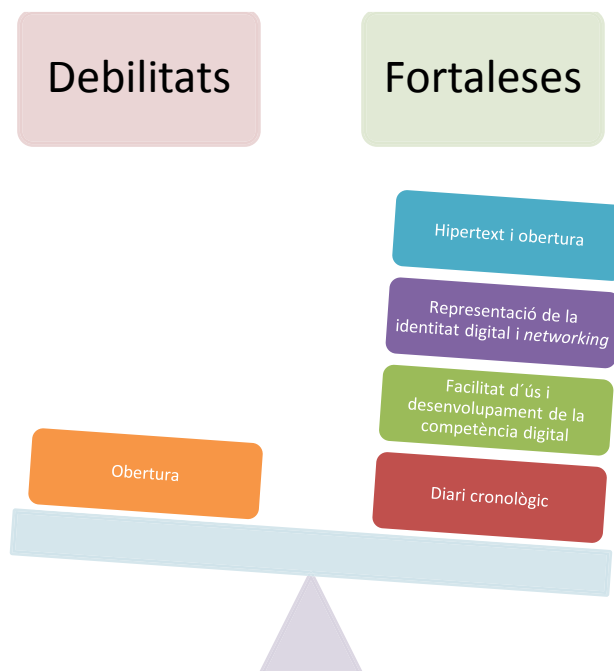 Debilitats
Fortaleses
Hipertext i obertura
Representació de la
identitat digital i networking
Facilitat d´ús i
desenvolupament de la
competència digital
Obertura
Diari cronològic